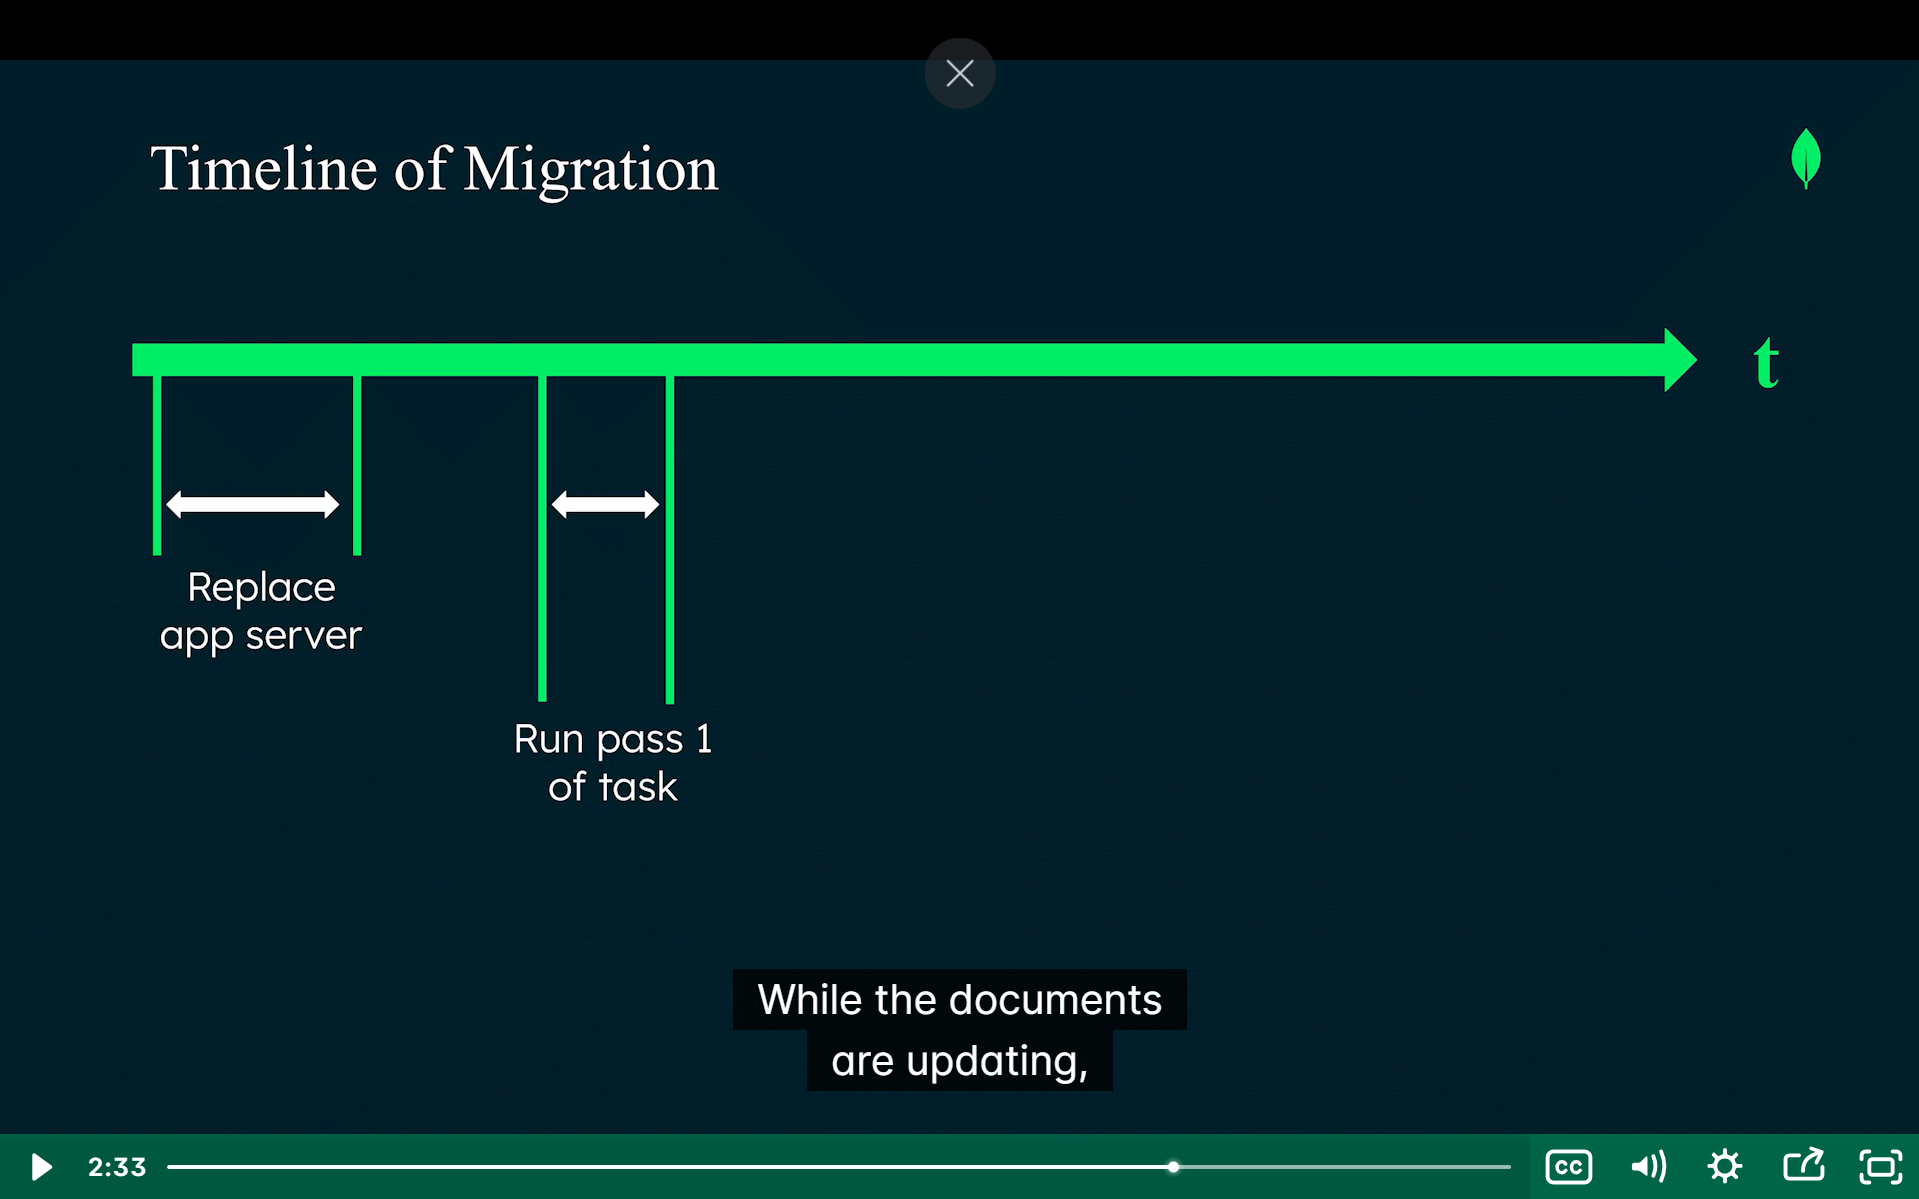 Timeline of Migration
t
Replace
app server
Run pass 1
of task
While the documents
are updating,
2:33
CC